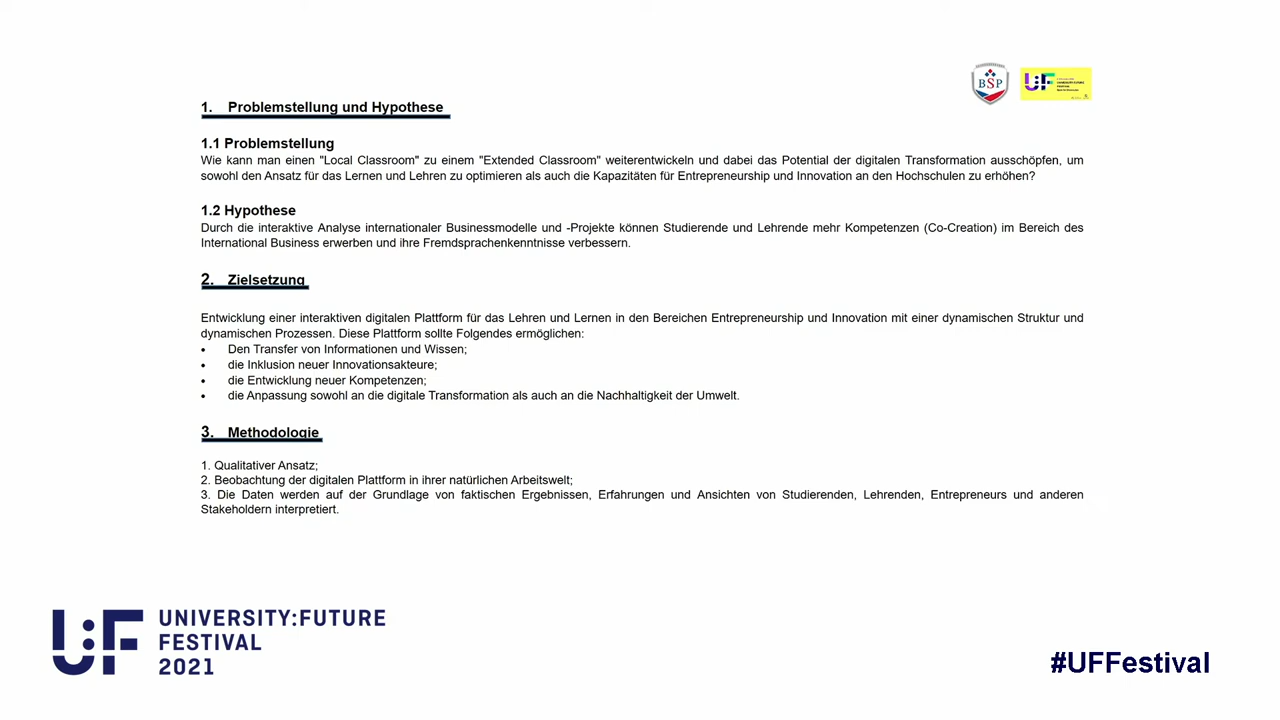 BSP
U:F
UNIVERSITY:FUTURE
FESTIVAL
1. Problemstellung und Hypothese
1.1 Problemstellung
Wie kann man einen "Local Classroom" zu einem "Extended Classroom" weiterentwickeln und dabei das Potential der digitalen Transformation ausschöpfen, um
sowohl den Ansatz für das Lernen und Lehren zu optimieren als auch die Kapazitäten für Entrepreneurship und Innovation an den Hochschulen zu erhöhen?
1.2 Hypothese
Durch die interaktive Analyse internationaler Businessmodelle und -Projekte können Studierende und Lehrende mehr Kompetenzen (Co-Creation) im Bereich des
International Business erwerben und ihre Fremdsprachenkenntnisse verbessern.
2. Zielsetzung
Entwicklung einer interaktiven digitalen Plattform für das Lehren und Lernen in den Bereichen Entrepreneurship und Innovation mit einer dynamischen Struktur und
dynamischen Prozessen. Diese Plattform sollte Folgendes ermöglichen:
• Den Transfer von Informationen und Wissen;
• die Inklusion neuer Innovationsakteure;
• die Entwicklung neuer Kompetenzen;
• die Anpassung sowohl an die digitale Transformation als auch an die Nachhaltigkeit der Umwelt.
3. Methodologie
1. Qualitativer Ansatz;
2. Beobachtung der digitalen Plattform in ihrer natürlichen Arbeitswelt;
3. Die Daten werden auf der Grundlage von faktischen Ergebnissen, Erfahrungen und Ansichten von Studierenden, Lehrenden, Entrepreneurs und anderen
Stakeholdern interpretiert.
U:F
UNIVERSITY:FUTURE
FESTIVAL
2021
#UFFestival